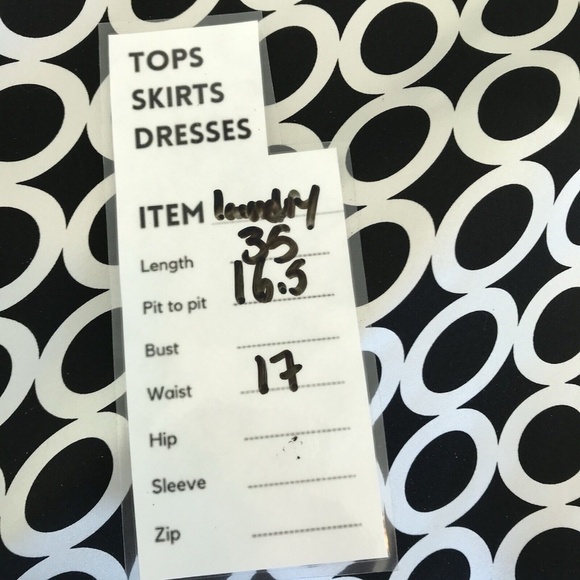 TOPS
SKIRTS
DRESSES
ITEM laundry
Length 35
Pit to pit 16.5
Bust
Waist 17
Hip
Sleeve
Zip